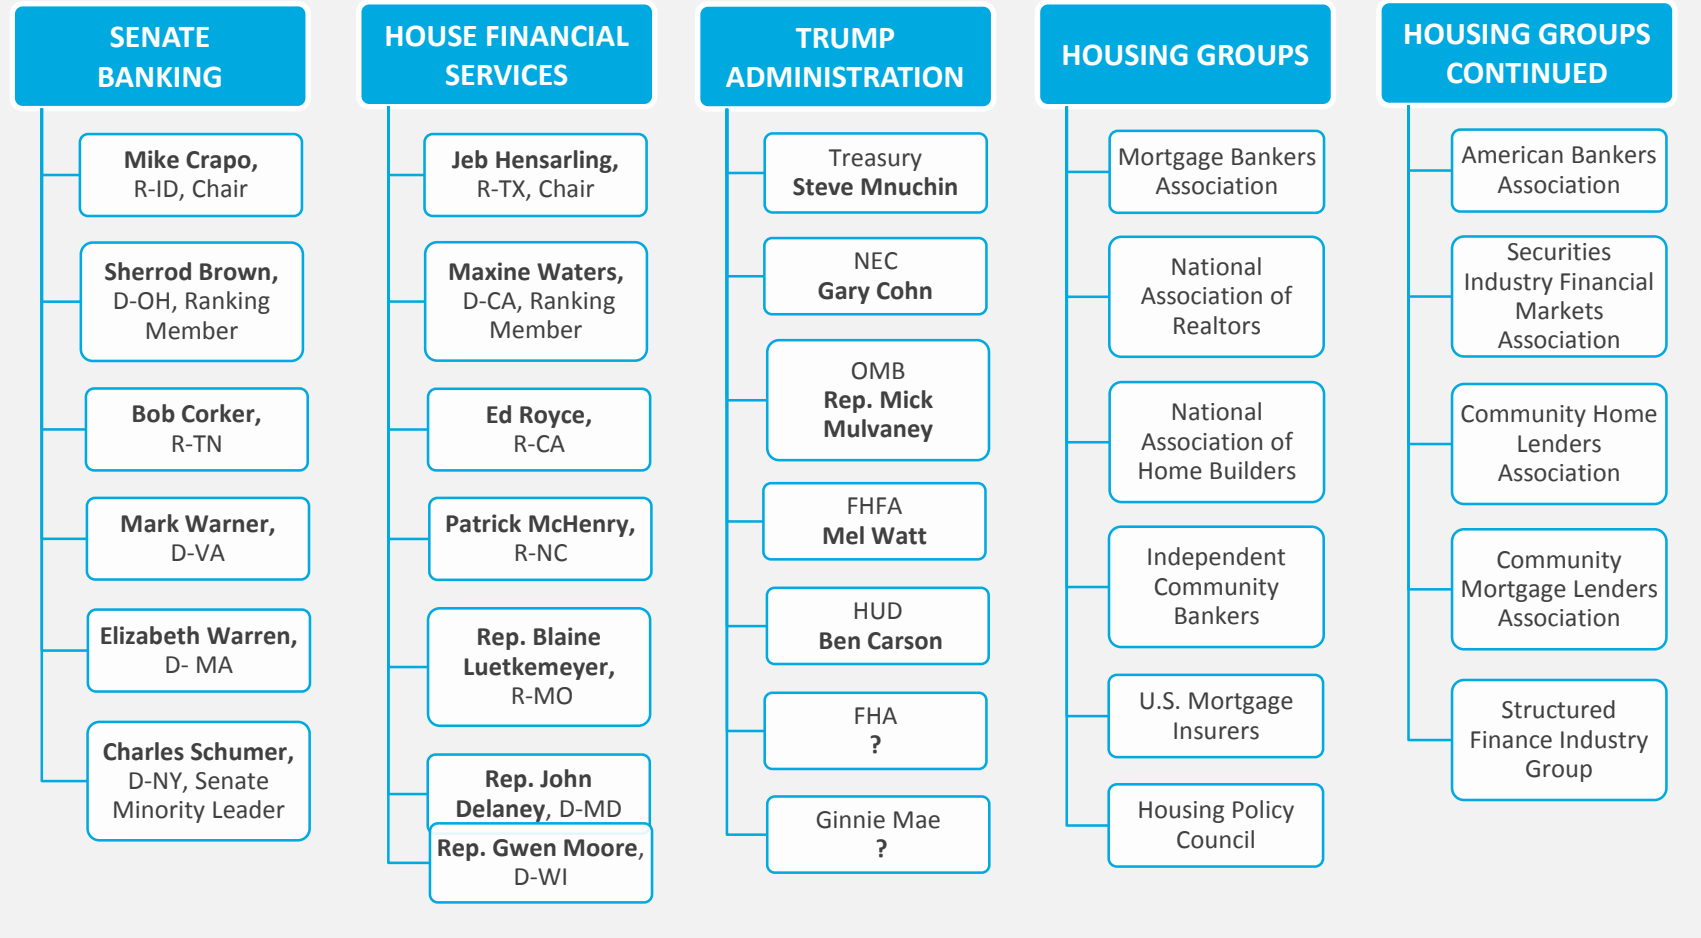 SENATE
BANKING
Mike Crapo,
R-ID, Chair
Sherrod Brown,
D-OH, Ranking
Member
Bob Corker,
R-TN
Mark Warner,
D-VA
Elizabeth Warren,
D- MA
Charles Schumer,
D-NY, Senate
Minority Leader
HOUSE FINANCIAL
SERVICES
Jeb Hensarling,
R-TX, Chair
Maxine Waters,
D-CA, Ranking
Member
Ed Royce,
R-CA
Patrick McHenry,
R-NC
Rep. Blaine
Luetkemeyer,
R-MO
Rep. John
Delaney, D-MD
Rep. Gwen Moore,
D-WI
TRUMP
ADMINISTRATION
Treasury
Steve Mnuchin
NEC
Gary Cohn
OMB
Rep. Mick
Mulvaney
FHFA
Mel Watt
HUD
Ben Carson
FHA
?
Ginnie Mae
?
HOUSING GROUPS
Mortgage Bankers
Association
National
Association of
Realtors
National
Association of
Home Builders
Independent
Community
Bankers
U.S. Mortgage
Insurers
Housing Policy
Council
HOUSING GROUPS
CONTINUED
American Bankers
Association
Securities
Industry Financial
Markets
Association
Community Home
Lenders
Association
Community
Mortgage Lenders
Association
Structured
Finance Industry
Group